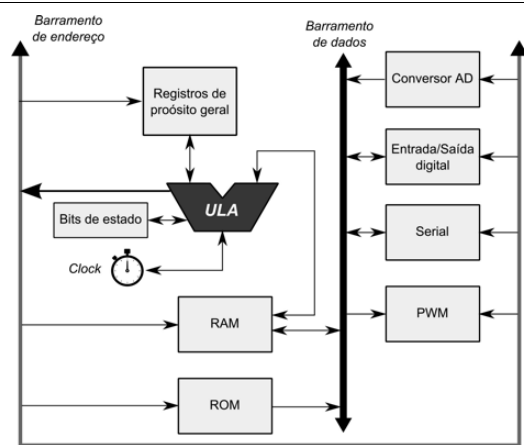 Barramento
de endereço
Barramento
de dados
Registros de
proósito geral
Conversor AD
Entrada/Saída
digital
ULA
Bits de estado
Serial
Clock
RAM
PWM
ROM